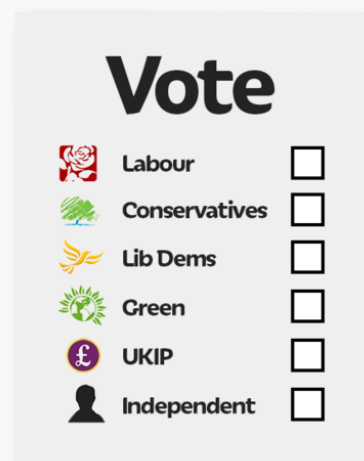 Vote
Labour
Conservatives
Lib Dems
Green
UKIP
£
Independent